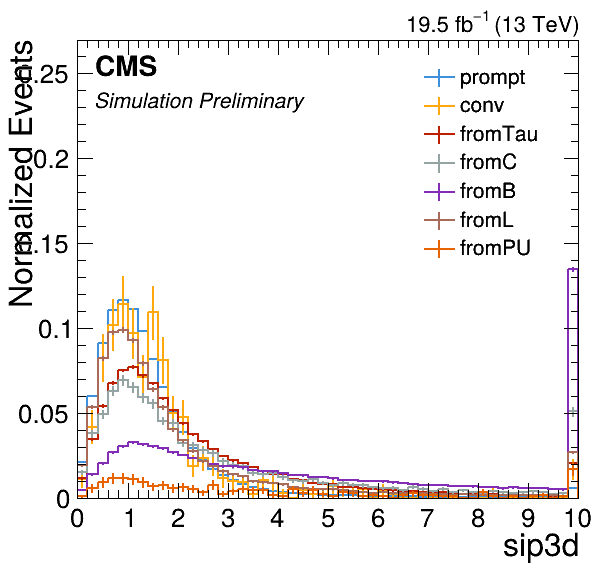 19.5 fb⁻¹ (13 TeV)
CMS
Simulation Preliminary
prompt
conv
fromTau
fromC
fromB
fromL
fromPU
Normalized Events
0.25
0.2
0.15
0.1
0.05
0
0 1 2 3 4 5 6 7 8 9 10
sip3d